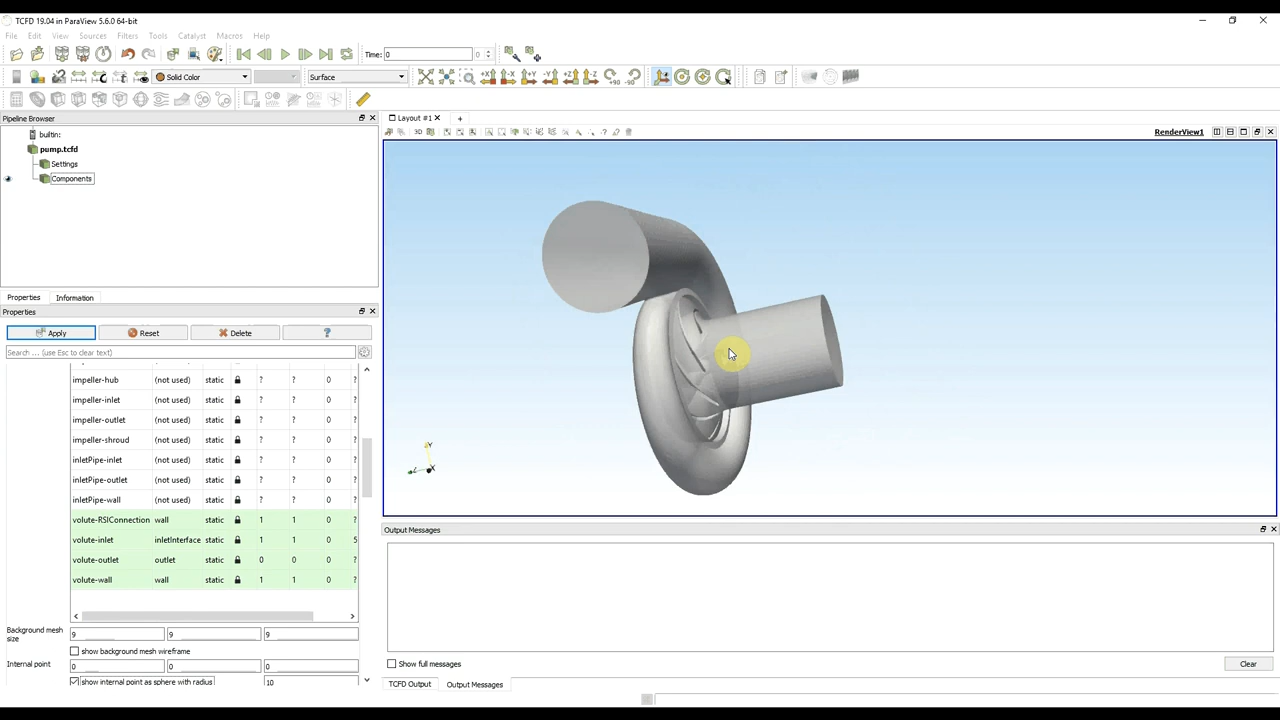 TCFD 19.04 in ParaView 5.6.0 64-bit
File Edit View Sources Filters Tools Catalyst Macros Help
Time: 0 0
Solid Color Surface
+X -X +Y -Y +Z -Z +90 -90
Pipeline Browser
Layout #1
3D RenderView1
builtin:
pump.tcfd
Settings
Components
Properties Information
Properties
Apply Reset Delete ?
Search ... (use Esc to clear text)
impeller-hub (not used) static ? ? 0 ?
impeller-inlet (not used) static ? ? 0 ?
impeller-outlet (not used) static ? ? 0 ?
impeller-shroud (not used) static ? ? 0 ?
inletPipe-inlet (not used) static ? ? 0 ?
inletPipe-outlet (not used) static ? ? 0 ?
inletPipe-wall (not used) static ? ? 0 ?
volute-RSIConnection wall static 1 1 0 ?
volute-inlet inletInterface static 1 1 0 5
volute-outlet outlet static 0 0 0 ?
volute-wall wall static 1 1 0 ?
Background mesh size 9 9 9
show background mesh wireframe
Internal point 0 0 0
show internal point as sphere with radius 10
Y
Z
X
Output Messages
Show full messages Clear
TCFD Output Output Messages